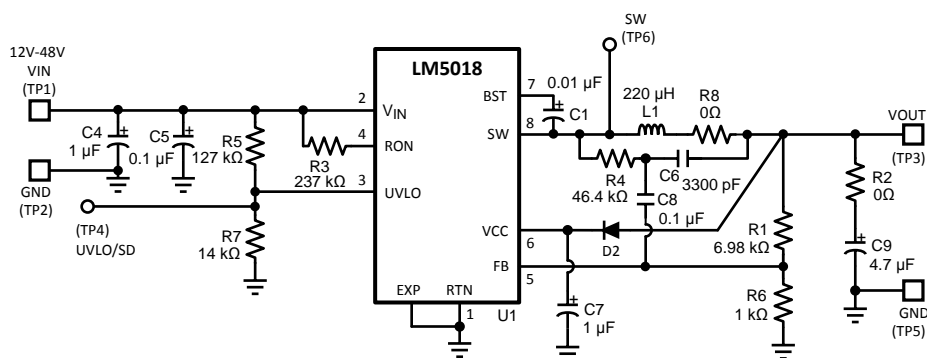 SW
(TP6)
12V-48V
VIN
(TP1)
LM5018
7
0.01 µF
BST
C1
220 µH
L1
R8
0Ω
VOUT
(TP3)
2
VIN
SW
8
4
RON
C4
1 µF
C5
0.1 µF
R5
127 kΩ
R3
237 kΩ
R4
46.4 kΩ
C6
3300 pF
R2
0Ω
GND
(TP2)
3
UVLO
C8
0.1 µF
(TP4)
UVLO/SD
R7
14 kΩ
VCC
6
D2
R1
6.98 kΩ
C9
4.7 µF
FB
5
EXP
RTN
1
U1
C7
1 µF
R6
1 kΩ
GND
(TP5)